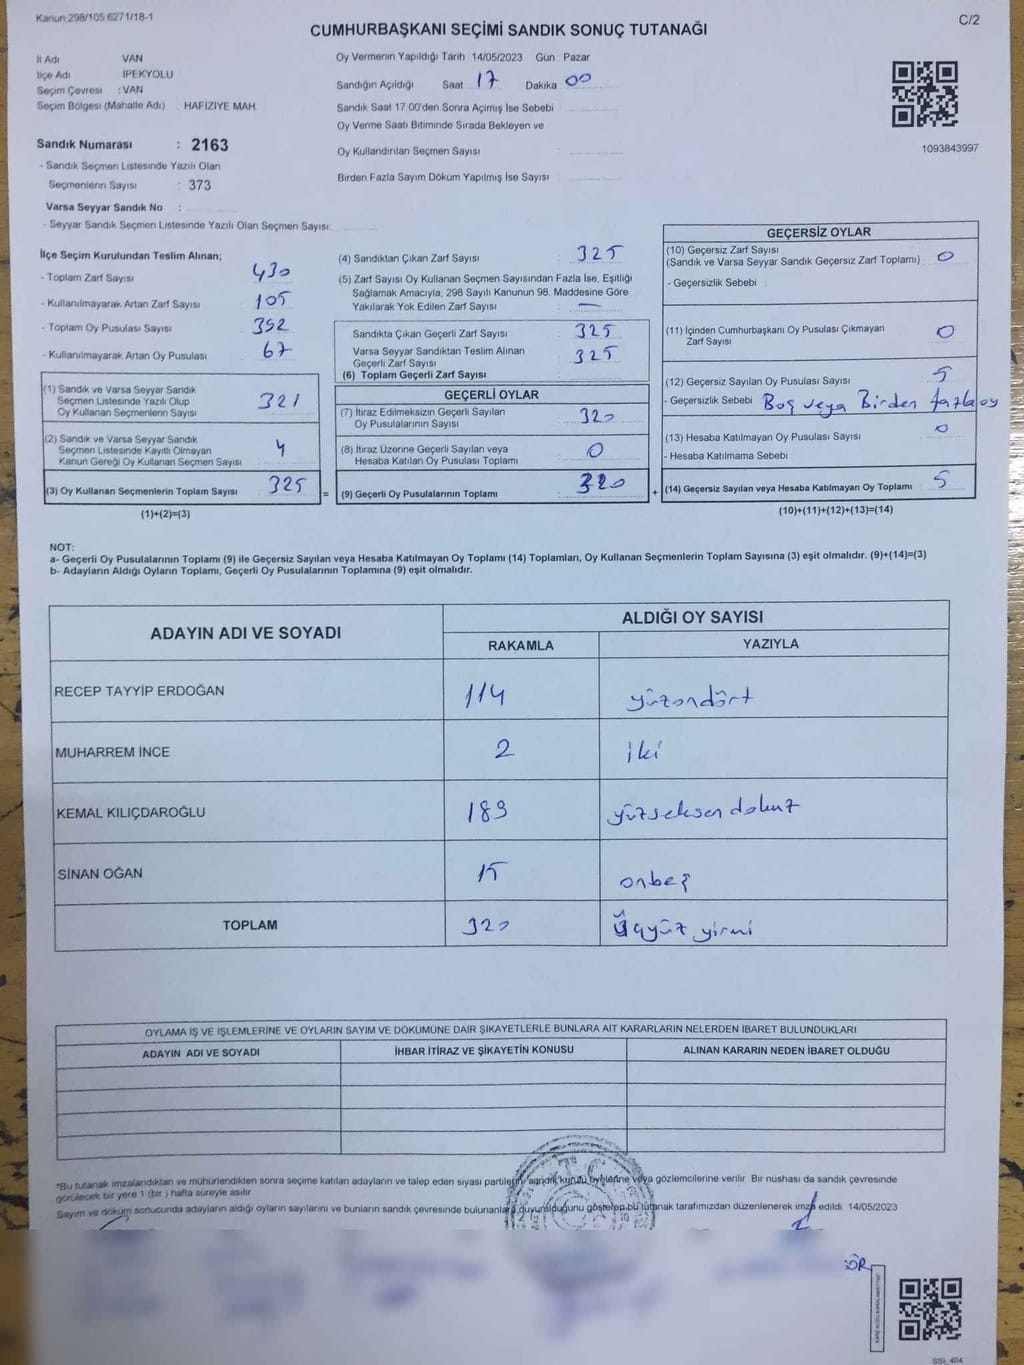 Kanun:298/105,6271/18-1
C/2
CUMHURBAŞKANI SEÇİMİ SANDIK SONUÇ TUTANAĞI
İl Adı VAN
İlçe Adı İPEKYOLU
Seçim Çevresi : VAN
Seçim Bölgesi (Mahalle Adı) : HAFİZİYE MAH.
Sandık Numarası : 2163
- Sandık Seçmen Listesinde Yazılı Olan
Seçmenlerin Sayısı : 373
Varsa Seyyar Sandık No :
- Seyyar Sandık Seçmen Listesinde Yazılı Olan Seçmen Sayısı:
Oy Vermenin Yapıldığı Tarih 14/05/2023 Gün : Pazar
Sandığın Açıldığı Saat 17 Dakika 00
Sandık Saat 17.00'den Sonra Açımış İse Sebebi
Oy Verme Saati Bitiminde Sırada Bekleyen ve
Oy Kullandırılan Seçmen Sayısı :
Birden Fazla Sayım Döküm Yapılmış İse Sayısı :
1093843997
İlçe Seçim Kurulundan Teslim Alınan;
- Toplam Zarf Sayısı 430
- Kullanılmayarak Artan Zarf Sayısı 105
- Toplam Oy Pusulası Sayısı 392
- Kullanılmayarak Artan Oy Pusulası 67
(1) Sandık ve Varsa Seyyar Sandık
Seçmen Listesinde Yazılı Olup
Oy Kullanan Seçmenlerin Sayısı 321
(2) Sandık ve Varsa Seyyar Sandık
Seçmen Listesinde Kayıtlı Olmayan
Kanun Gereği Oy Kullanan Seçmen Sayısı 4
(3) Oy Kullanan Seçmenlerin Toplam Sayısı 325 =
(1)+(2)=(3)
(4) Sandıktan Çıkan Zarf Sayısı : 325
(5) Zarf Sayısı Oy Kullanan Seçmen Sayısından Fazla İse, Eşitliği
Sağlamak Amacıyla, 298 Sayılı Kanunun 98. Maddesine Göre
Yakılarak Yok Edilen Zarf Sayısı : —
Sandıkta Çıkan Geçerli Zarf Sayısı : 325
Varsa Seyyar Sandıktan Teslim Alınan
Geçerli Zarf Sayısı 325
(6) Toplam Geçerli Zarf Sayısı :
GEÇERLİ OYLAR
(7) İtiraz Edilmeksizin Geçerli Sayılan
Oy Pusulalarının Sayısı 320
(8) İtiraz Üzerine Geçerli Sayılan veya
Hesaba Katılan Oy Pusulası Toplamı 0
(9) Geçerli Oy Pusulalarının Toplamı 320 +
GEÇERSİZ OYLAR
(10) Geçersiz Zarf Sayısı
(Sandık ve Varsa Seyyar Sandık Geçersiz Zarf Toplamı) 0
- Geçersizlik Sebebi
(11) İçinden Cumhurbaşkanı Oy Pusulası Çıkmayan
Zarf Sayısı 0
(12) Geçersiz Sayılan Oy Pusulası Sayısı 5
- Geçersizlik Sebebi Boş veya Birden fazla oy
(13) Hesaba Katılmayan Oy Pusulası Sayısı 0
- Hesaba Katılmama Sebebi
(14) Geçersiz Sayılan veya Hesaba Katılmayan Oy Toplamı 5
(10)+(11)+(12)+(13)=(14)
NOT:
a- Geçerli Oy Pusulalarının Toplamı (9) ile Geçersiz Sayılan veya Hesaba Katılmayan Oy Toplamı (14) Toplamları, Oy Kullanan Seçmenlerin Toplam Sayısına (3) eşit olmalıdır. (9)+(14)=(3)
b- Adayların Aldığı Oyların Toplamı, Geçerli Oy Pusulalarının Toplamına (9) eşit olmalıdır.
ADAYIN ADI VE SOYADI ALDIĞI OY SAYISI
RAKAMLA YAZIYLA
RECEP TAYYİP ERDOĞAN 114 yüzondört
MUHARREM İNCE 2 iki
KEMAL KILIÇDAROĞLU 189 yüzseksen dokuz
SİNAN OĞAN 15 onbeş
TOPLAM 320 Üçyüz yirmi
OYLAMA İŞ VE İŞLEMLERİNE VE OYLARIN SAYIM VE DÖKÜMÜNE DAİR ŞİKAYETLERLE BUNLARA AİT KARARLARIN NELERDEN İBARET BULUNDUKLARI
ADAYIN ADI VE SOYADI İHBAR İTİRAZ VE ŞİKAYETİN KONUSU ALINAN KARARIN NEDEN İBARET OLDUĞU
*Bu tutanak imzalandıktan ve mühürlendikten sonra seçime katılan adayların ve talep eden siyasi partilerin sandık kurulu üyelerine veya gözlemcilerine verilir. Bir nüshası da sandık çevresinde
görülecek bir yere 1 (bir ) hafta süreyle asılır.
Sayım ve döküm sonucunda adayların aldığı oyların sayılarını ve bunların sandık çevresinde bulunanlara duyurulduğunu gösteren bu tutanak tarafımızdan düzenlenerek imza edildi. 14/05/2023
T.C.